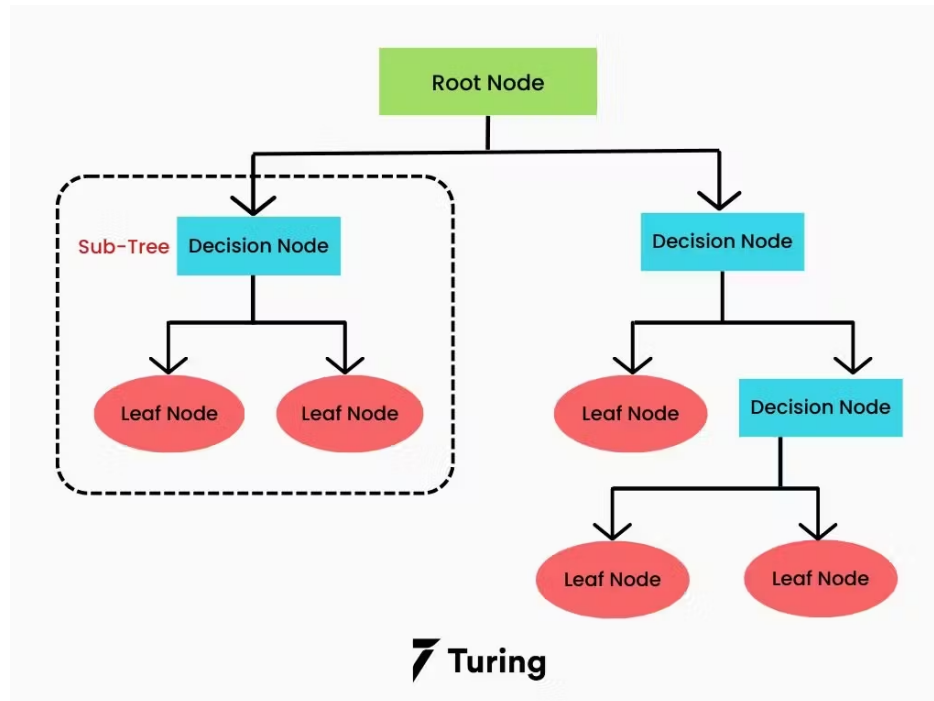 Root Node
Sub-Tree
Decision Node
Decision Node
Leaf Node
Leaf Node
Leaf Node
Decision Node
Leaf Node
Leaf Node
Turing